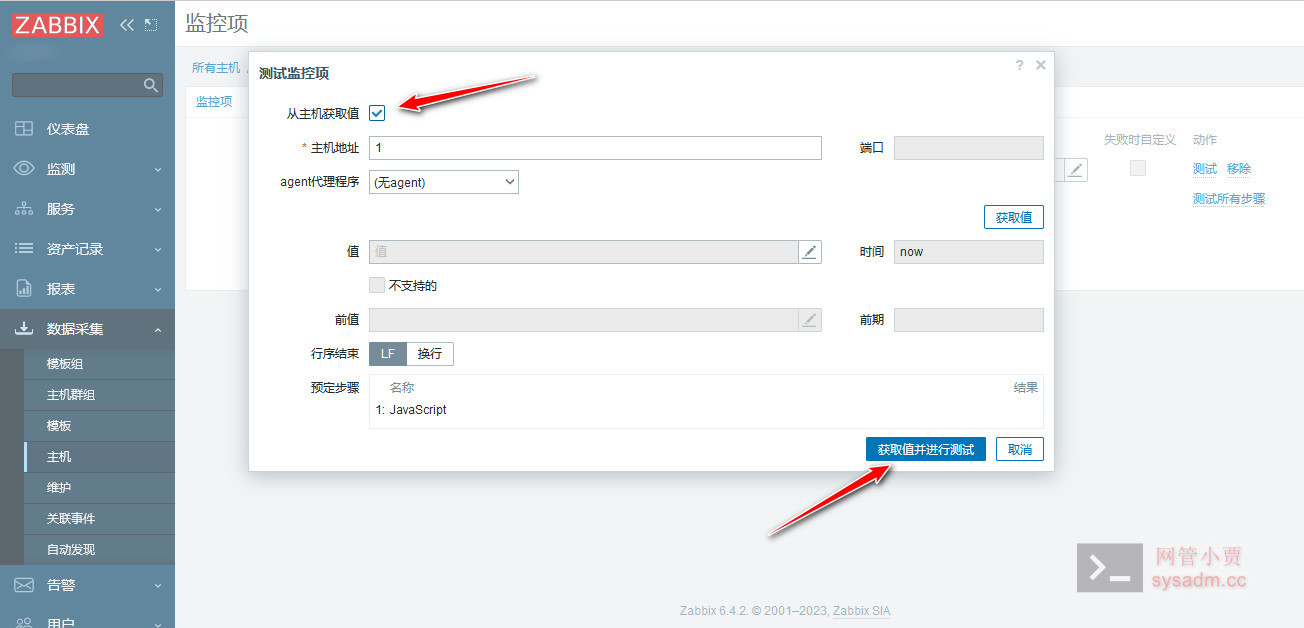 ZABBIX
监控项
所有主机
监控项
仪表盘
监测
服务
资产记录
报表
数据采集
模板组
主机群组
模板
主机
维护
关联事件
自动发现
告警
用户
测试监控项
?
从主机获取值
* 主机地址 1 端口
agent代理程序 (无agent)
获取值
值 值 时间 now
不支持的
前值 前期
行序结束 LF 换行
预定步骤 名称 结果
1: JavaScript
获取值并进行测试 取消
失败时自定义 动作
测试 移除
测试所有步骤
网管小贾
sysadm.cc
Zabbix 6.4.2. © 2001–2023, Zabbix SIA